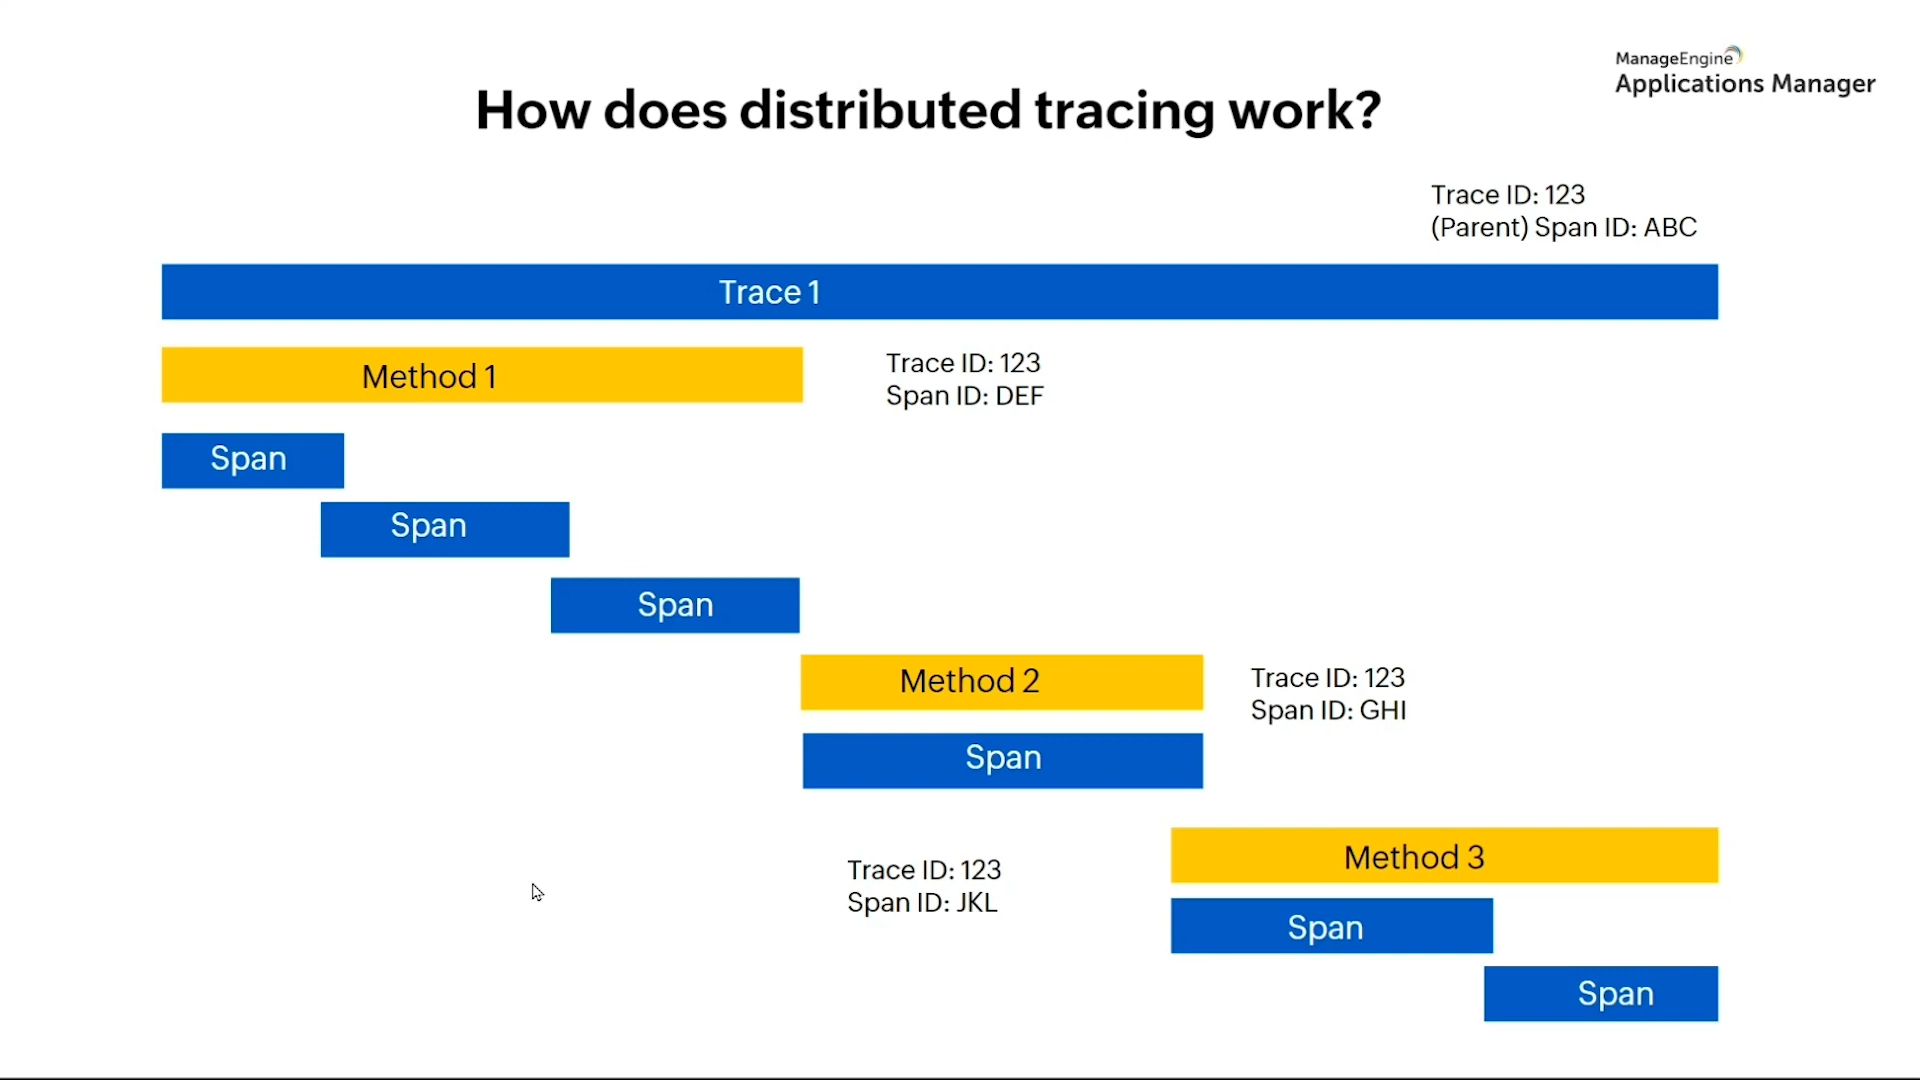 ManageEngine
Applications Manager
How does distributed tracing work?
Trace ID: 123
(Parent) Span ID: ABC
Trace 1
Method 1
Trace ID: 123
Span ID: DEF
Span
Span
Span
Method 2
Trace ID: 123
Span ID: GHI
Span
Method 3
Trace ID: 123
Span ID: JKL
Span
Span